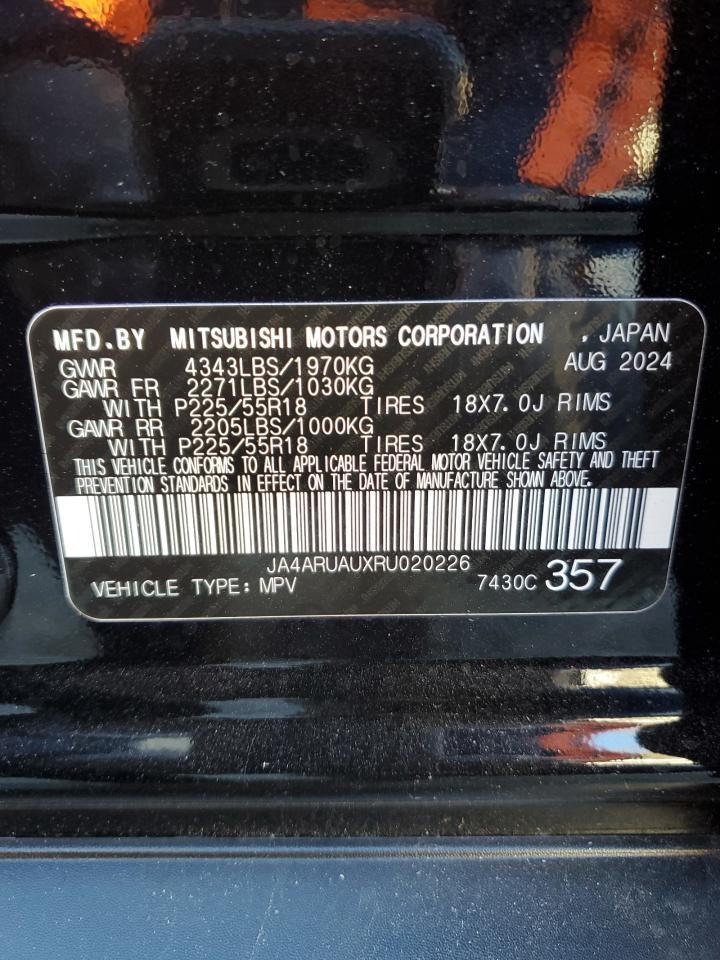 MFD.BY MITSUBISHI MOTORS CORPORATION , JAPAN
GVWR 4343LBS/1970KG AUG 2024
GAWR FR 2271LBS/1030KG
WITH P225/55R18 TIRES 18X7.0J RIMS
GAWR RR 2205LBS/1000KG
WITH P225/55R18 TIRES 18X7.0J RIMS
THIS VEHICLE CONFORMS TO ALL APPLICABLE FEDERAL MOTOR VEHICLE SAFETY AND THEFT
PREVENTION STANDARDS IN EFFECT ON THE DATE OF MANUFACTURE SHOWN ABOVE.
JA4ARUAUXRU020226
VEHICLE TYPE: MPV 7430C 357